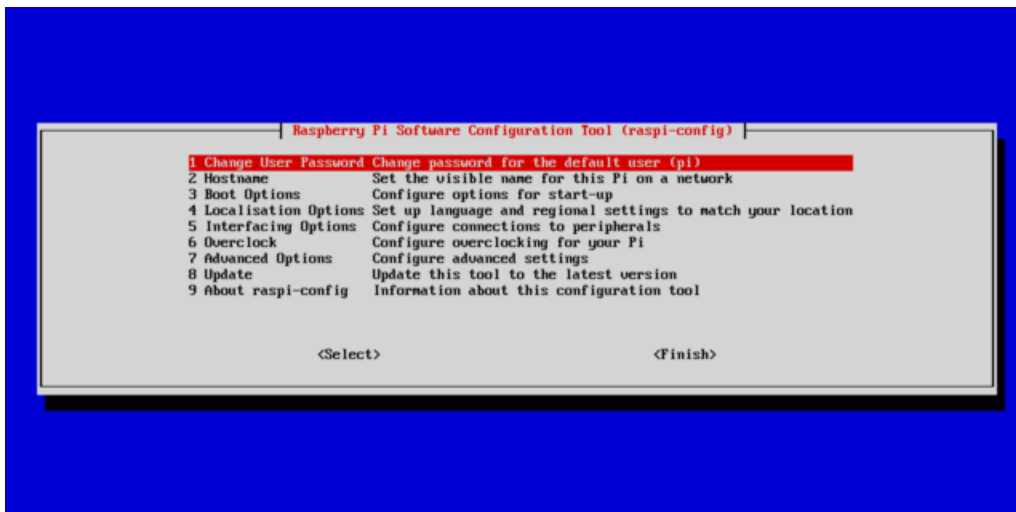 Raspberry Pi Software Configuration Tool (raspi-config)
1 Change User Password Change password for the default user (pi)
2 Hostname Set the visible name for this Pi on a network
3 Boot Options Configure options for start-up
4 Localisation Options Set up language and regional settings to match your location
5 Interfacing Options Configure connections to peripherals
6 Overclock Configure overclocking for your Pi
7 Advanced Options Configure advanced settings
8 Update Update this tool to the latest version
9 About raspi-config Information about this configuration tool
<Select> <Finish>